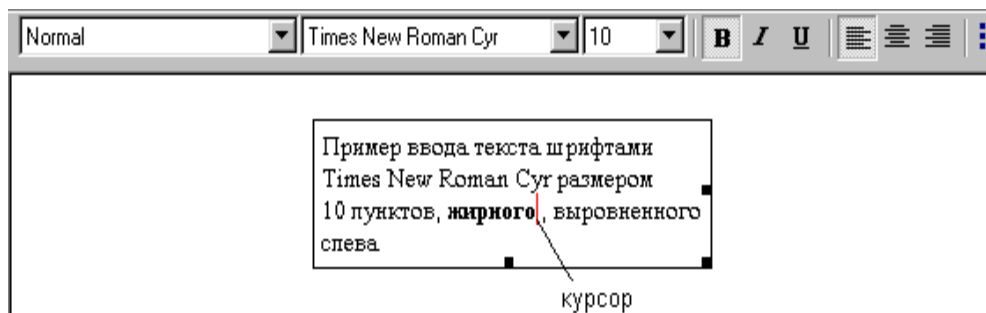 Normal Times New Roman Cyr 10 B I U
Пример ввода текста шрифтами
Times New Roman Cyr размером
10 пунктов, жирного, выровненного
слева
курсор